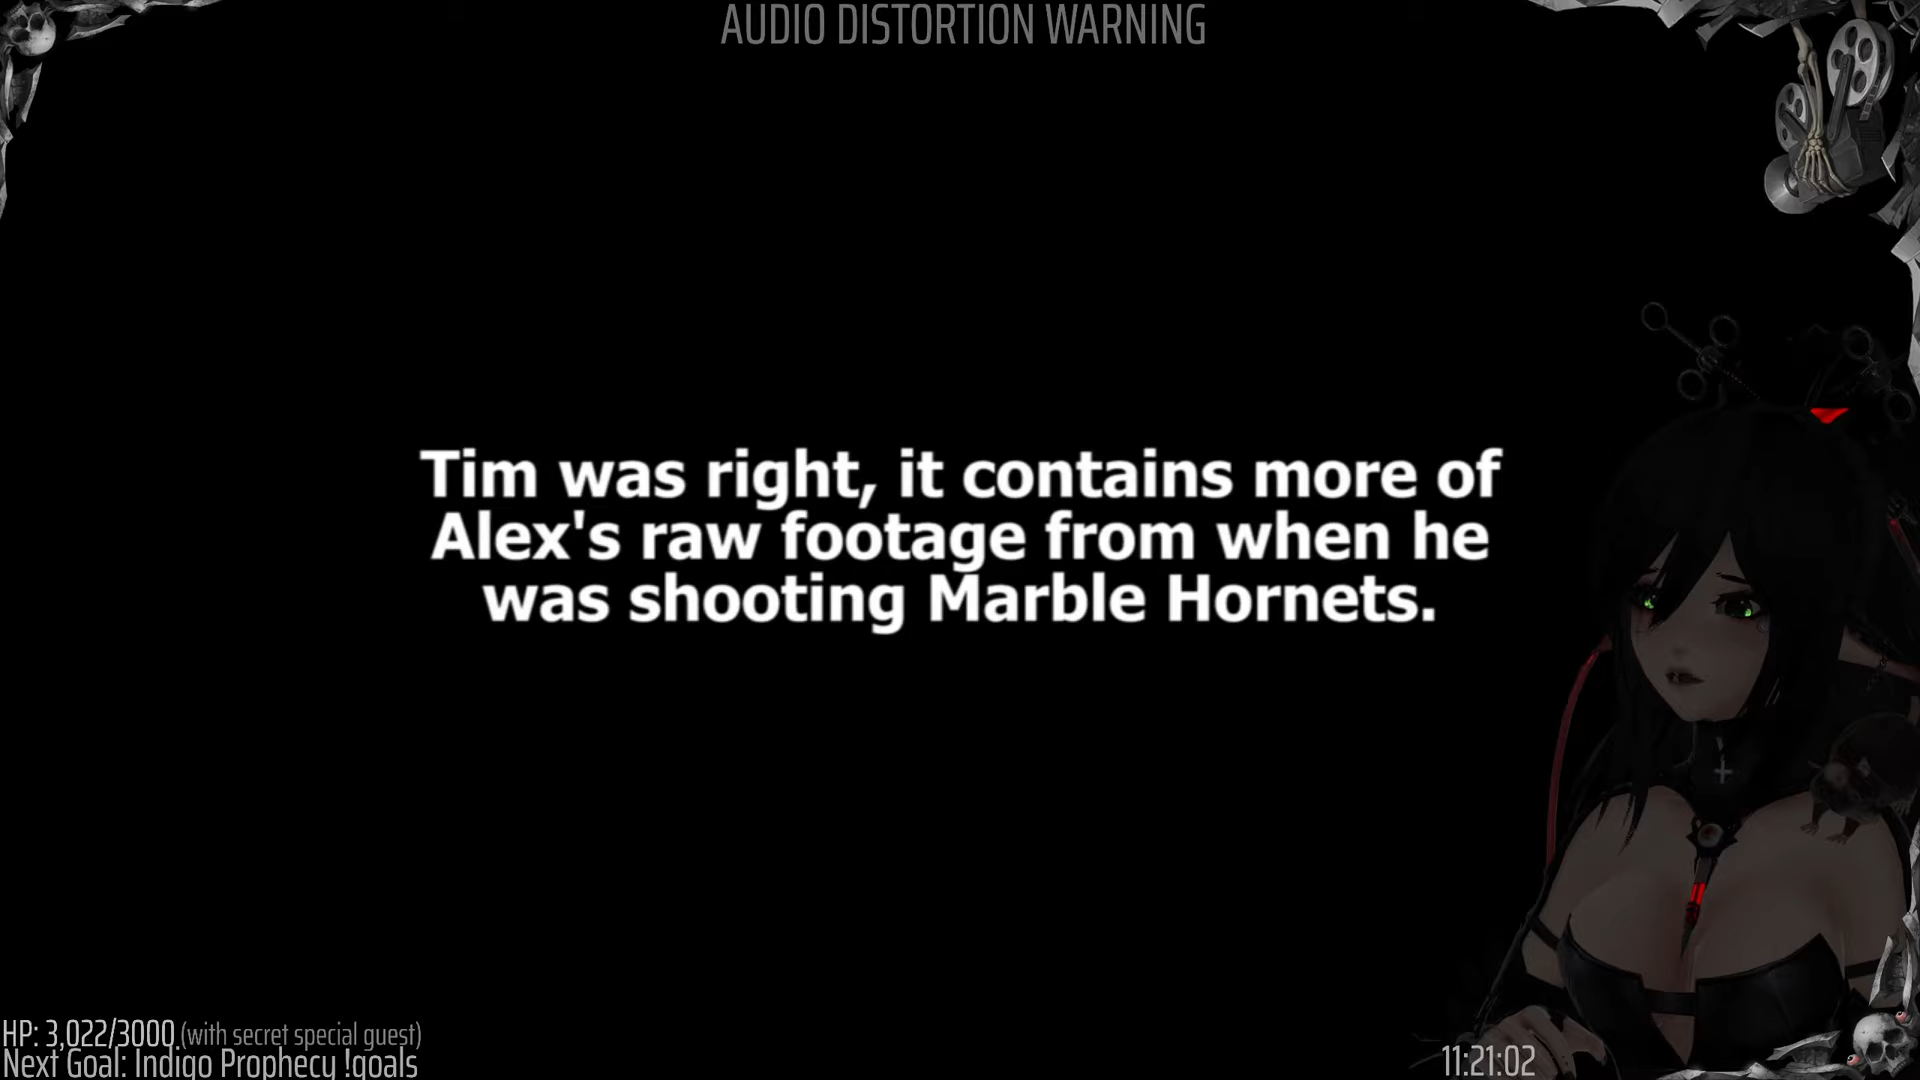 AUDIO DISTORTION WARNING
Tim was right, it contains more of
Alex's raw footage from when he
was shooting Marble Hornets.
HP: 3,022/3000 (with secret special guest)
Next Goal: Indigo Prophecy !goals
11:21:02